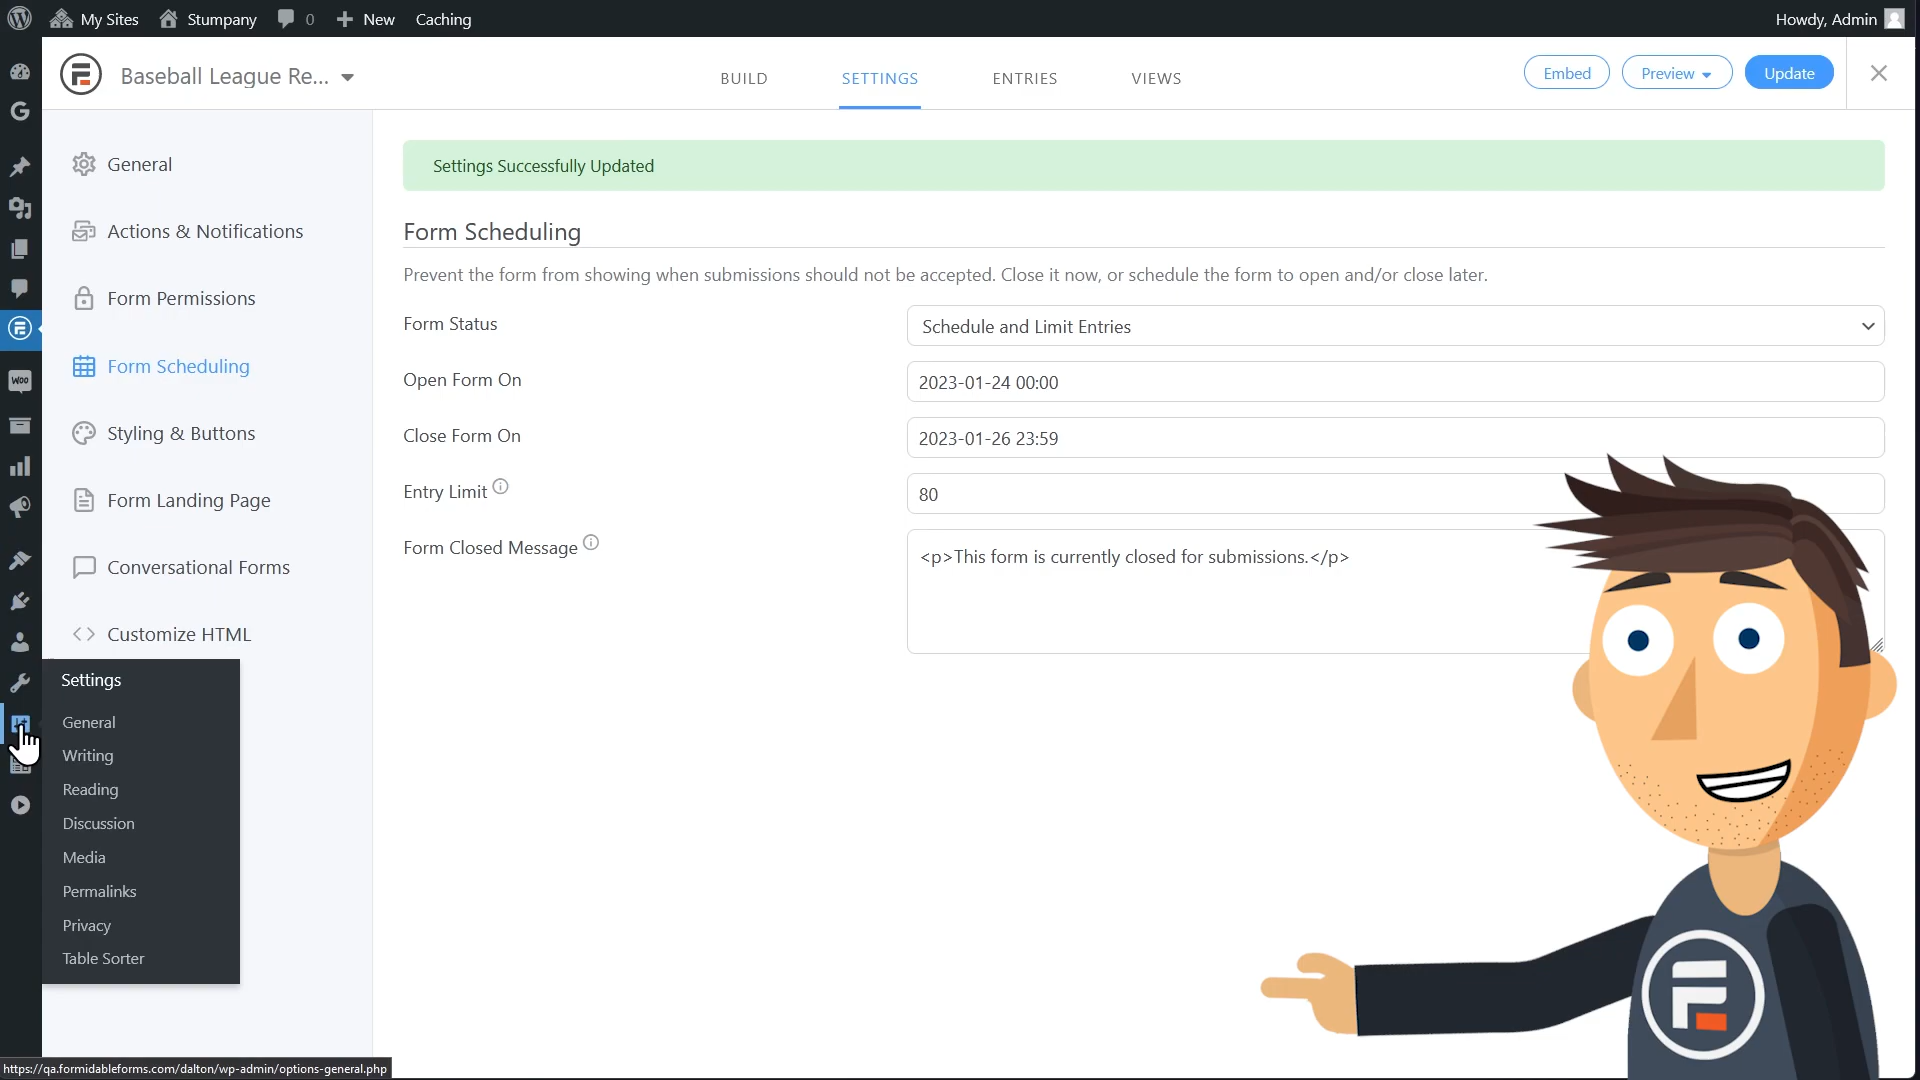 My Sites
Stumpany
0
New
Caching
Howdy, Admin
Baseball League Re...
BUILD
SETTINGS
ENTRIES
VIEWS
Embed
Preview
Update
General
Actions & Notifications
Form Permissions
Form Scheduling
Styling & Buttons
Form Landing Page
Conversational Forms
Customize HTML
Settings Successfully Updated
Form Scheduling
Prevent the form from showing when submissions should not be accepted. Close it now, or schedule the form to open and/or close later.
Form Status
Schedule and Limit Entries
Open Form On
2023-01-24 00:00
Close Form On
2023-01-26 23:59
Entry Limit
80
Form Closed Message
<p>This form is currently closed for submissions.</p>
Settings
General
Writing
Reading
Discussion
Media
Permalinks
Privacy
Table Sorter
https://qa.formidableforms.com/dalton/wp-admin/options-general.php